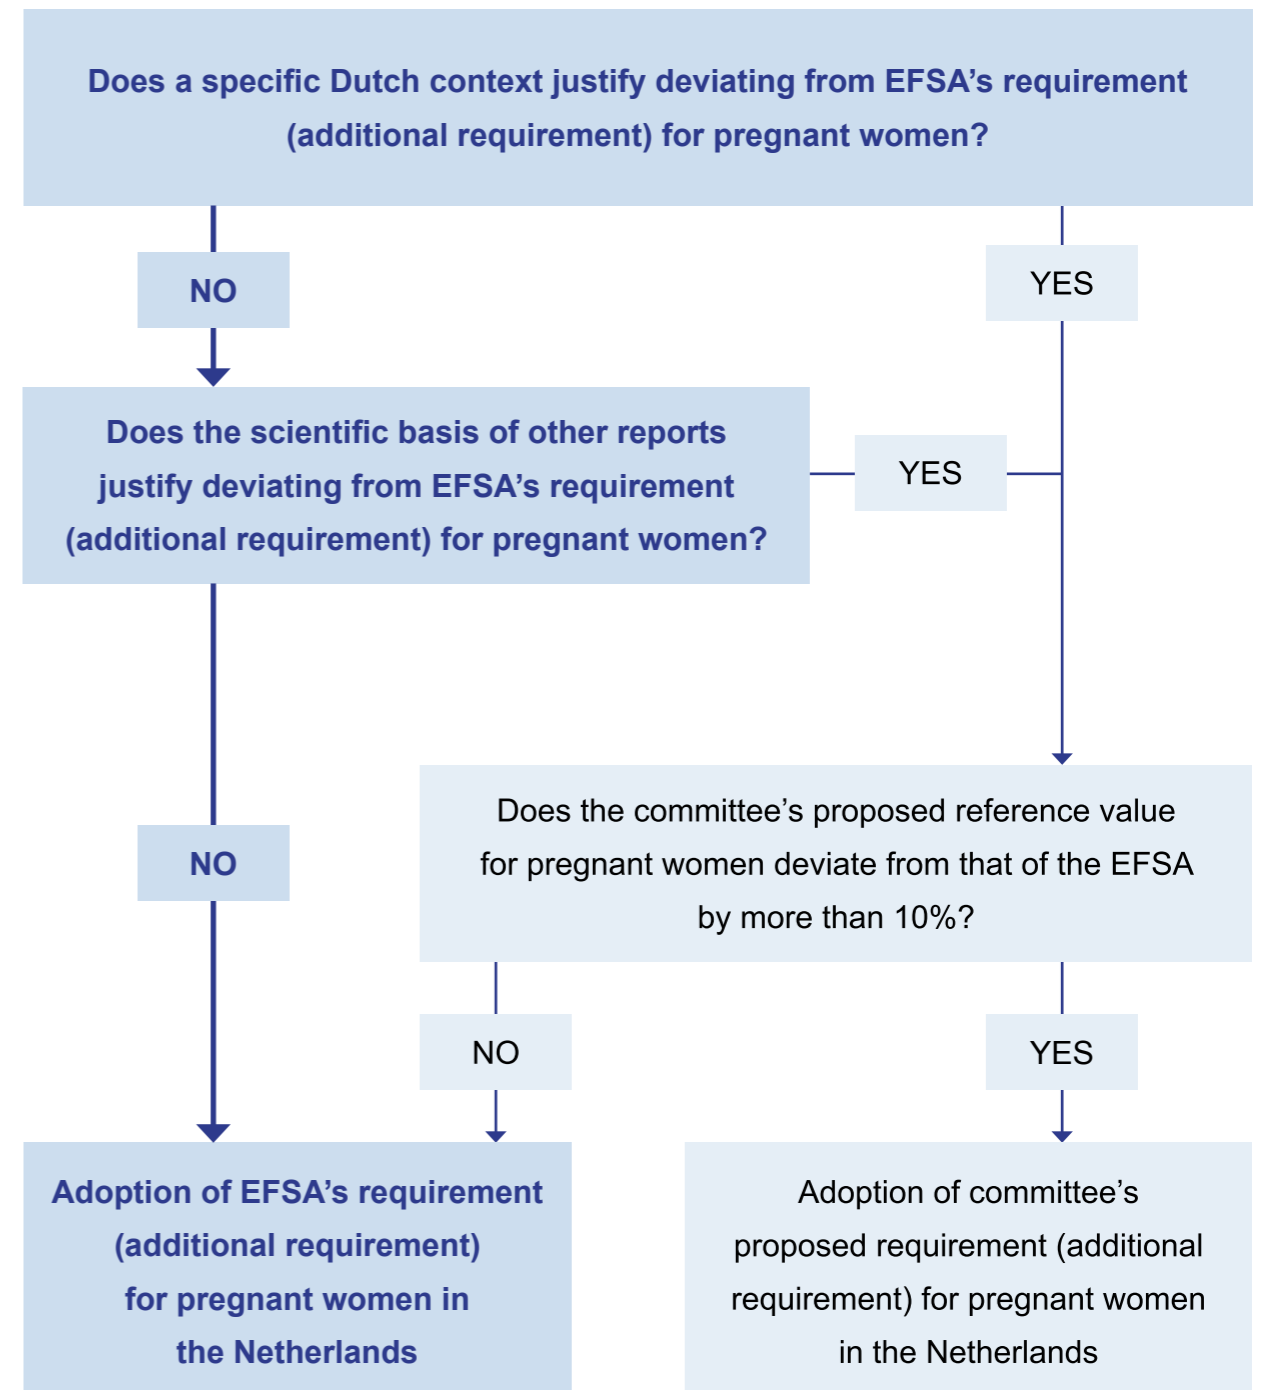 Does a specific Dutch context justify deviating from EFSA’s requirement
(additional requirement) for pregnant women?
NO
YES
Does the scientific basis of other reports
justify deviating from EFSA’s requirement
(additional requirement) for pregnant women?
YES
Does the committee’s proposed reference value
for pregnant women deviate from that of the EFSA
by more than 10%?
NO
NO
YES
Adoption of EFSA’s requirement
(additional requirement)
for pregnant women in
the Netherlands
Adoption of committee’s
proposed requirement (additional
requirement) for pregnant women
in the Netherlands